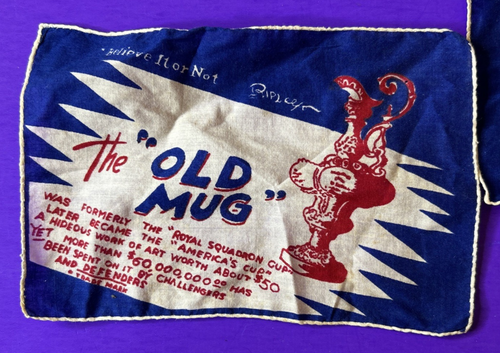 "Believe It or Not"
Ripley
The "OLD
MUG"
WAS FORMERLY THE "ROYAL SQUADRON CUP"
LATER BECAME THE "AMERICA'S CUP"
A HIDEOUS WORK OF ART WORTH ABOUT $50
YET MORE THAN $60,000,000.00 HAS
BEEN SPENT ON IT BY CHALLENGERS
AND DEFENDERS
TRADE MARK